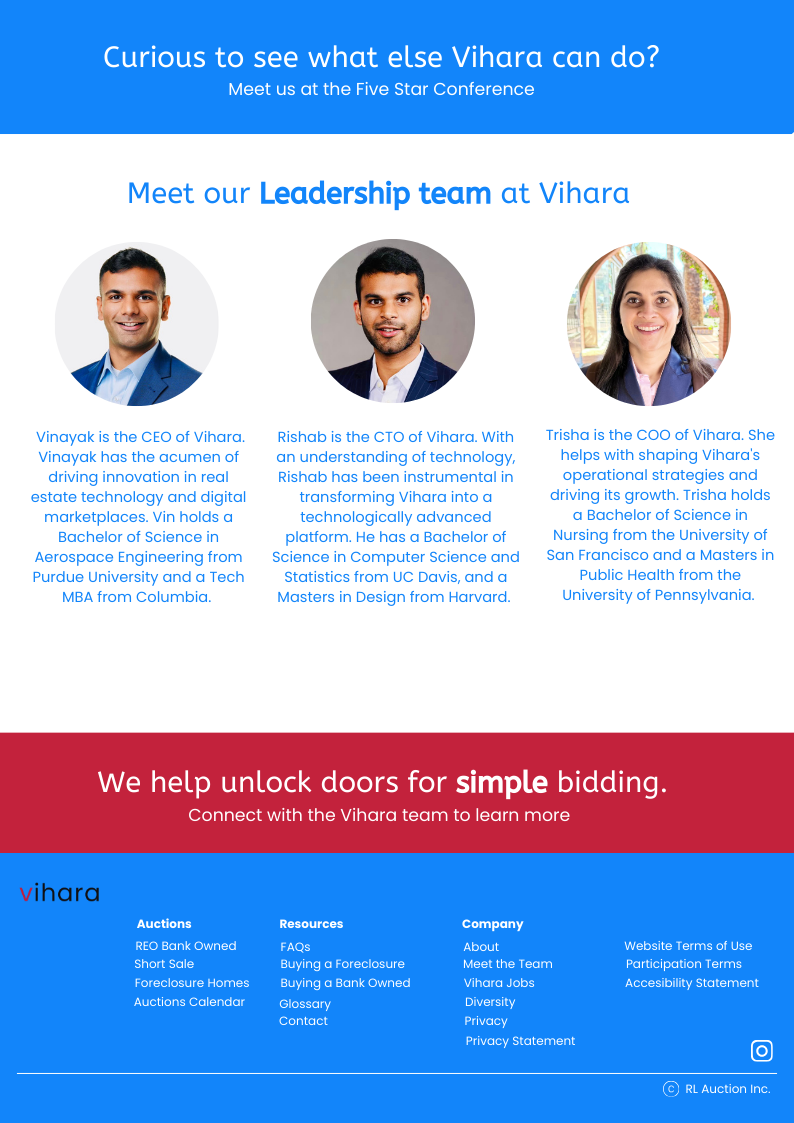 Curious to see what else Vihara can do?
Meet us at the Five Star Conference
Meet our Leadership team at Vihara
Vinayak is the CEO of Vihara.
Vinayak has the acumen of
driving innovation in real
estate technology and digital
marketplaces. Vin holds a
Bachelor of Science in
Aerospace Engineering from
Purdue University and a Tech
MBA from Columbia.
Rishab is the CTO of Vihara. With
an understanding of technology,
Rishab has been instrumental in
transforming Vihara into a
technologically advanced
platform. He has a Bachelor of
Science in Computer Science and
Statistics from UC Davis, and a
Masters in Design from Harvard.
Trisha is the COO of Vihara. She
helps with shaping Vihara's
operational strategies and
driving its growth. Trisha holds
a Bachelor of Science in
Nursing from the University of
San Francisco and a Masters in
Public Health from the
University of Pennsylvania.
We help unlock doors for simple bidding.
Connect with the Vihara team to learn more
vihara
Auctions
REO Bank Owned
Short Sale
Foreclosure Homes
Auctions Calendar
Resources
FAQs
Buying a Foreclosure
Buying a Bank Owned
Glossary
Contact
Company
About
Meet the Team
Vihara Jobs
Diversity
Privacy
Privacy Statement
Website Terms of Use
Participation Terms
Accesibility Statement
© RL Auction Inc.